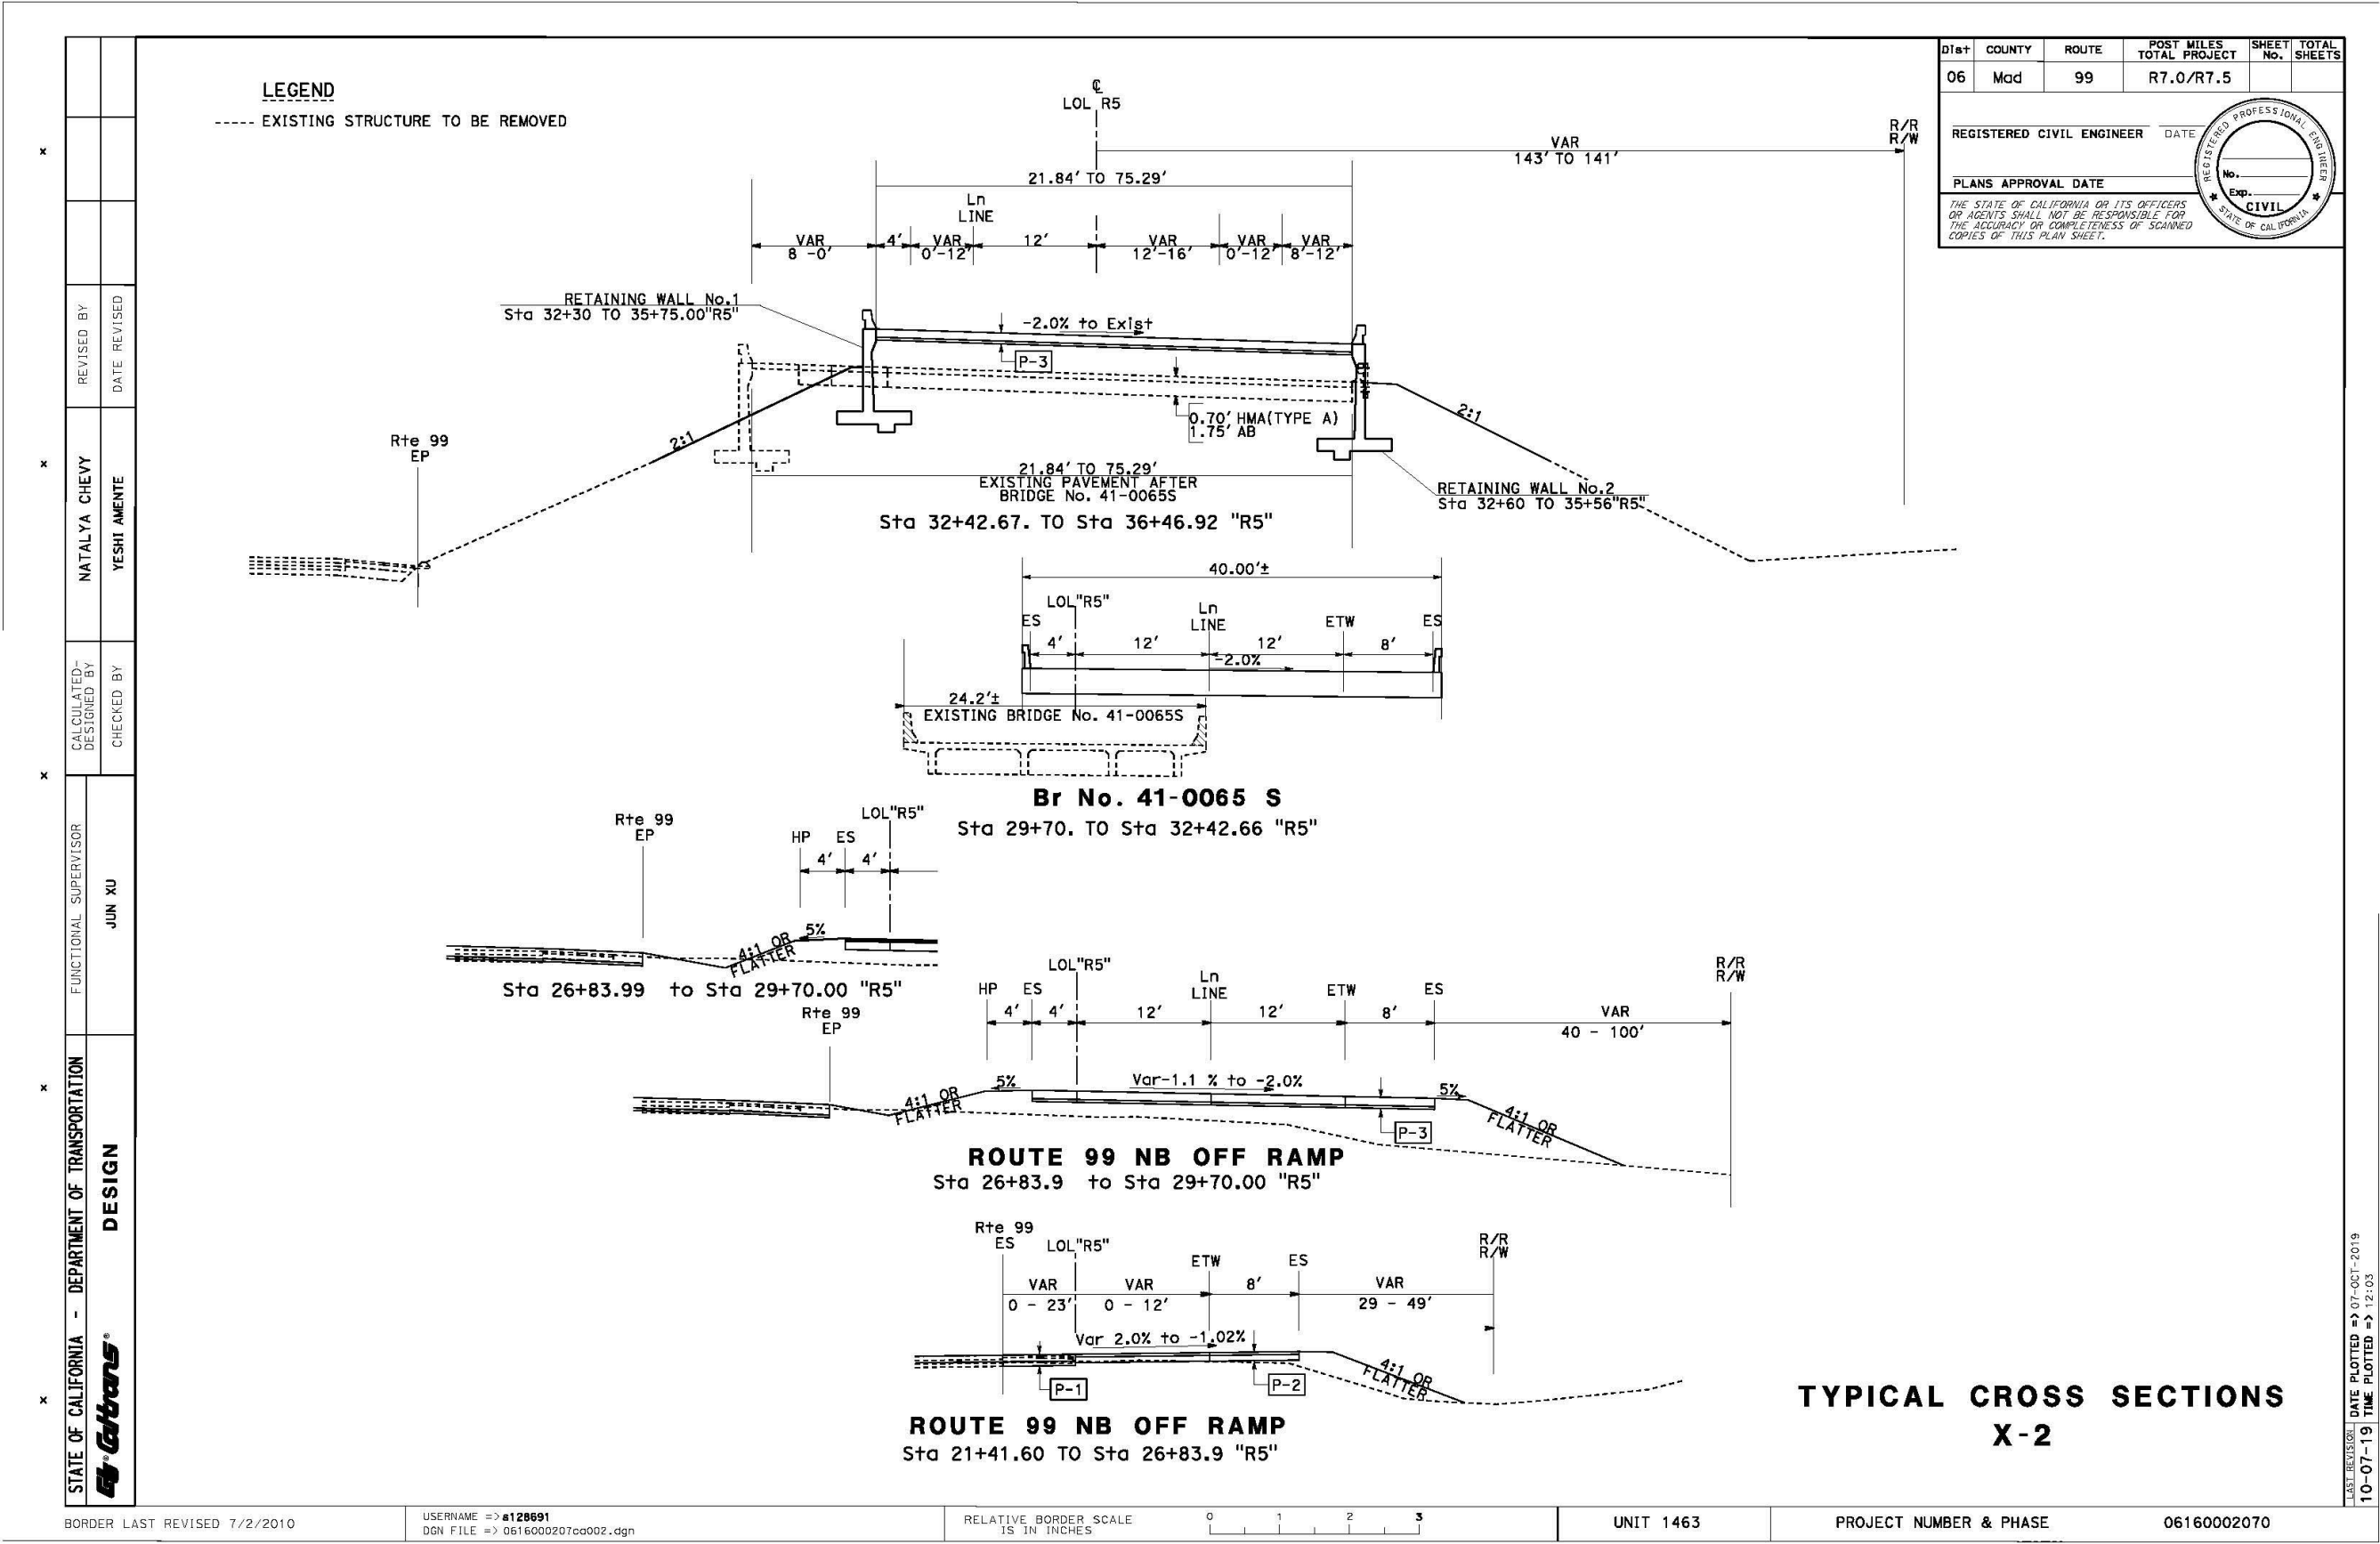 Dist COUNTY ROUTE POST MILES TOTAL PROJECT SHEET No. TOTAL SHEETS
06 Mad 99 R7.0/R7.5
REGISTERED CIVIL ENGINEER DATE
PLANS APPROVAL DATE
THE STATE OF CALIFORNIA OR ITS OFFICERS
OR AGENTS SHALL NOT BE RESPONSIBLE FOR
THE ACCURACY OR COMPLETENESS OF SCANNED
COPIES OF THIS PLAN SHEET.
REGISTERED PROFESSIONAL ENGINEER
No.
Exp.
CIVIL
STATE OF CALIFORNIA
LEGEND
EXISTING STRUCTURE TO BE REMOVED
℄
LOL R5
R/R
R/W
VAR
143' TO 141'
21.84' TO 75.29'
Ln
LINE
VAR 4' VAR 12' VAR VAR VAR
8 -0' 0'-12' 12'-16' 0'-12' 8'-12'
RETAINING WALL No.1
Sta 32+30 TO 35+75.00"R5"
-2.0% to Exist
P-3
0.70' HMA(TYPE A)
1.75' AB
2:1
2:1
Rte 99
EP
21.84' TO 75.29'
EXISTING PAVEMENT AFTER
BRIDGE No. 41-0065S
RETAINING WALL No.2
Sta 32+60 TO 35+56"R5"
Sta 32+42.67. TO Sta 36+46.92 "R5"
40.00'±
LOL"R5"
Ln
LINE
ES ETW ES
4' 12' 12' 8'
-2.0%
24.2'±
EXISTING BRIDGE No. 41-0065S
Br No. 41-0065 S
Sta 29+70. TO Sta 32+42.66 "R5"
Rte 99
EP
LOL"R5"
HP ES
4' 4'
5%
4:1 OR
FLATTER
Sta 26+83.99 to Sta 29+70.00 "R5"
Rte 99
EP
LOL"R5"
Ln
LINE
R/R
R/W
HP ES ETW ES
4' 4' 12' 12' 8' VAR
40 - 100'
5%
Var-1.1 % to -2.0%
5%
4:1 OR
FLATTER
4:1 OR
FLATTER
P-3
ROUTE 99 NB OFF RAMP
Sta 26+83.9 to Sta 29+70.00 "R5"
Rte 99
ES
LOL"R5"
ETW ES
R/R
R/W
VAR VAR 8' VAR
0 - 23' 0 - 12' 29 - 49'
Var 2.0% to -1.02%
4:1 OR
FLATTER
P-1
P-2
ROUTE 99 NB OFF RAMP
Sta 21+41.60 TO Sta 26+83.9 "R5"
TYPICAL CROSS SECTIONS
X-2
REVISED BY
DATE REVISED
NATALYA CHEVY
YESHI AMENTE
CALCULATED-
DESIGNED BY
CHECKED BY
FUNCTIONAL SUPERVISOR
JUN XU
STATE OF CALIFORNIA - DEPARTMENT OF TRANSPORTATION
DESIGN
Caltrans®
x
x
x
x
x
LAST REVISION
10-07-19
DATE PLOTTED => 07-OCT-2019
TIME PLOTTED => 12:03
BORDER LAST REVISED 7/2/2010
USERNAME => s128691
DGN FILE => 0616000207ca002.dgn
RELATIVE BORDER SCALE
IS IN INCHES
0 1 2 3
UNIT 1463
PROJECT NUMBER & PHASE
06160002070